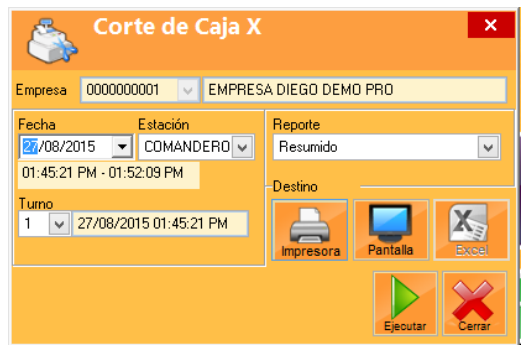 Corte de Caja X
Empresa 0000000001 EMPRESA DIEGO DEMO PRO
Fecha Estación Reporte
27/08/2015 COMANDERO Resumido
01:45:21 PM - 01:52:09 PM
Destino
Turno
1 27/08/2015 01:45:21 PM
Impresora Pantalla Excel
Ejecutar Cerrar